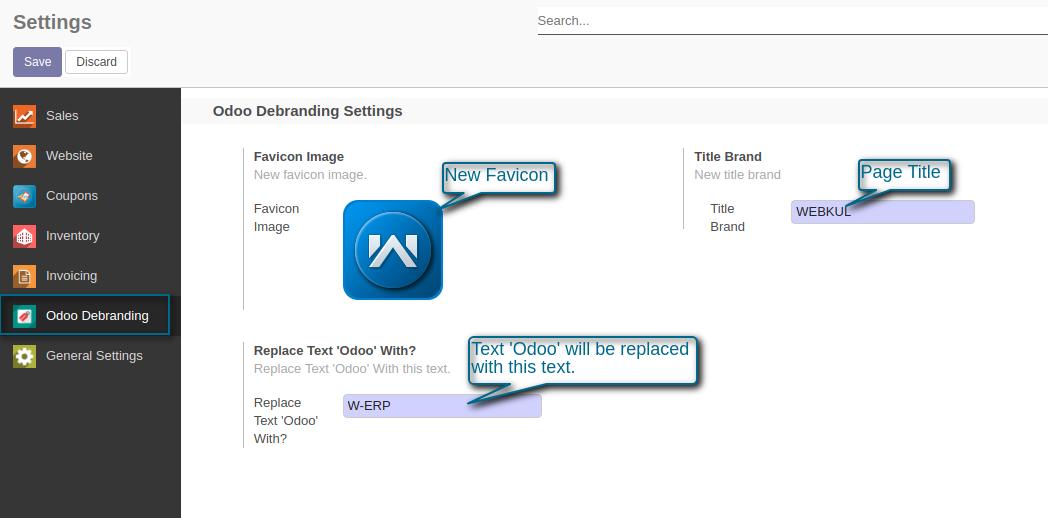 Settings
Search...
Save
Discard
Sales
Website
Coupons
Inventory
Invoicing
Odoo Debranding
General Settings
Odoo Debranding Settings
Favicon Image
New favicon image.
Favicon
Image
New Favicon
Title Brand
New title brand
Title
Brand
WEBKUL
Page Title
Replace Text 'Odoo' With?
Replace Text 'Odoo' With this text.
Replace
Text 'Odoo'
With?
W-ERP
Text 'Odoo' will be replaced
with this text.